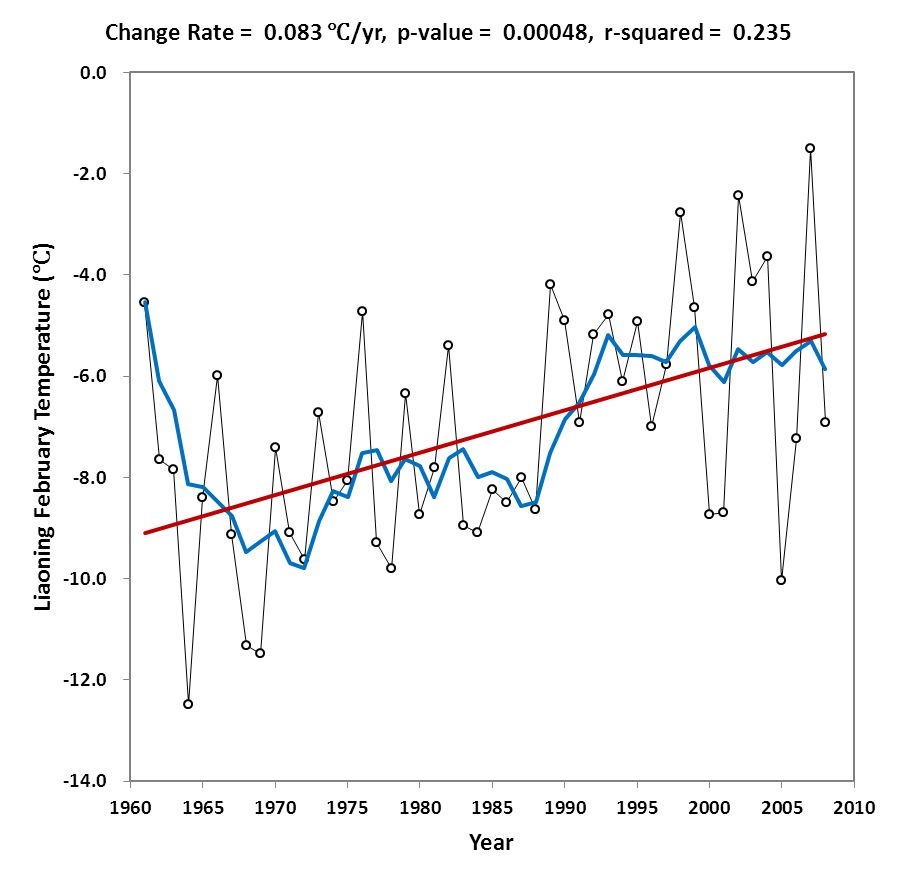 Change Rate = 0.083 ℃/yr, p-value = 0.00048, r-squared = 0.235
0.0
-2.0
-4.0
-6.0
-8.0
-10.0
-12.0
-14.0
Liaoning February Temperature (℃)
1960 1965 1970 1975 1980 1985 1990 1995 2000 2005 2010
Year